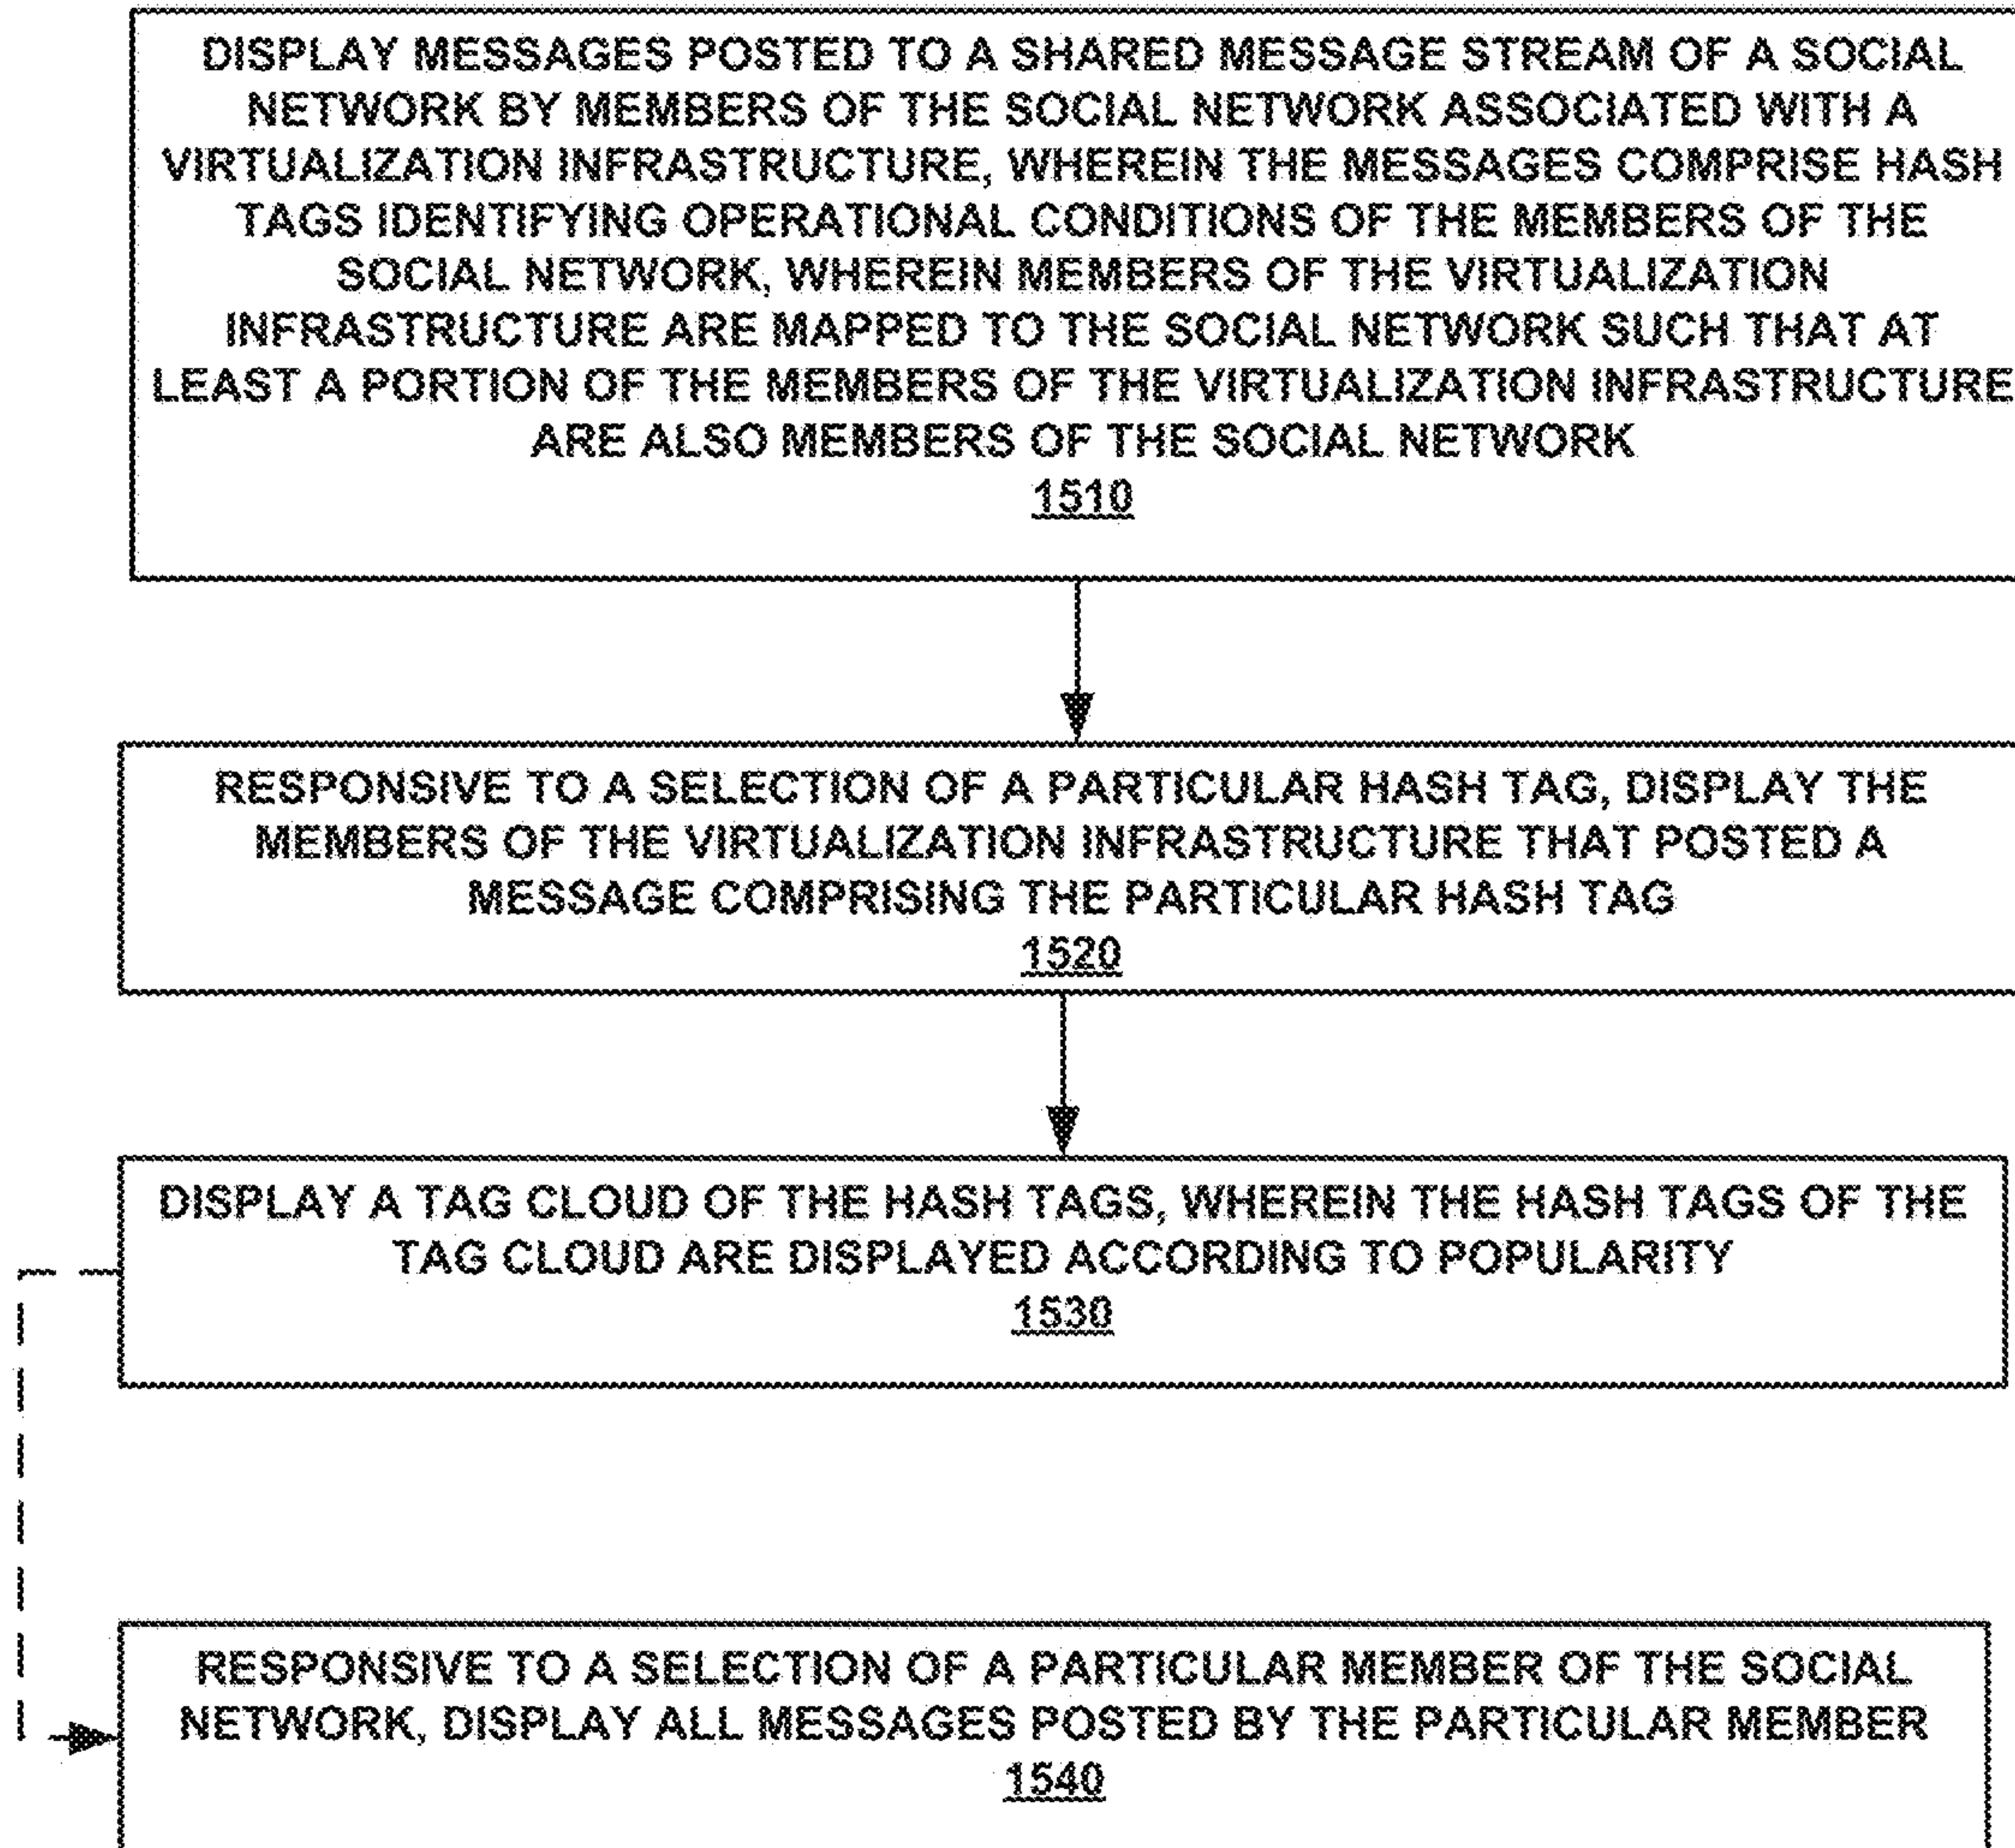 DISPLAY MESSAGES POSTED TO A SHARED MESSAGE STREAM OF A SOCIAL
NETWORK BY MEMBERS OF THE SOCIAL NETWORK ASSOCIATED WITH A
VIRTUALIZATION INFRASTRUCTURE, WHEREIN THE MESSAGES COMPRISE HASH
TAGS IDENTIFYING OPERATIONAL CONDITIONS OF THE MEMBERS OF THE
SOCIAL NETWORK, WHEREIN MEMBERS OF THE VIRTUALIZATION
INFRASTRUCTURE ARE MAPPED TO THE SOCIAL NETWORK SUCH THAT AT
LEAST A PORTION OF THE MEMBERS OF THE VIRTUALIZATION INFRASTRUCTURE
ARE ALSO MEMBERS OF THE SOCIAL NETWORK
1510
RESPONSIVE TO A SELECTION OF A PARTICULAR HASH TAG, DISPLAY THE
MEMBERS OF THE VIRTUALIZATION INFRASTRUCTURE THAT POSTED A
MESSAGE COMPRISING THE PARTICULAR HASH TAG
1520
DISPLAY A TAG CLOUD OF THE HASH TAGS, WHEREIN THE HASH TAGS OF THE
TAG CLOUD ARE DISPLAYED ACCORDING TO POPULARITY
1530
RESPONSIVE TO A SELECTION OF A PARTICULAR MEMBER OF THE SOCIAL
NETWORK, DISPLAY ALL MESSAGES POSTED BY THE PARTICULAR MEMBER
1540